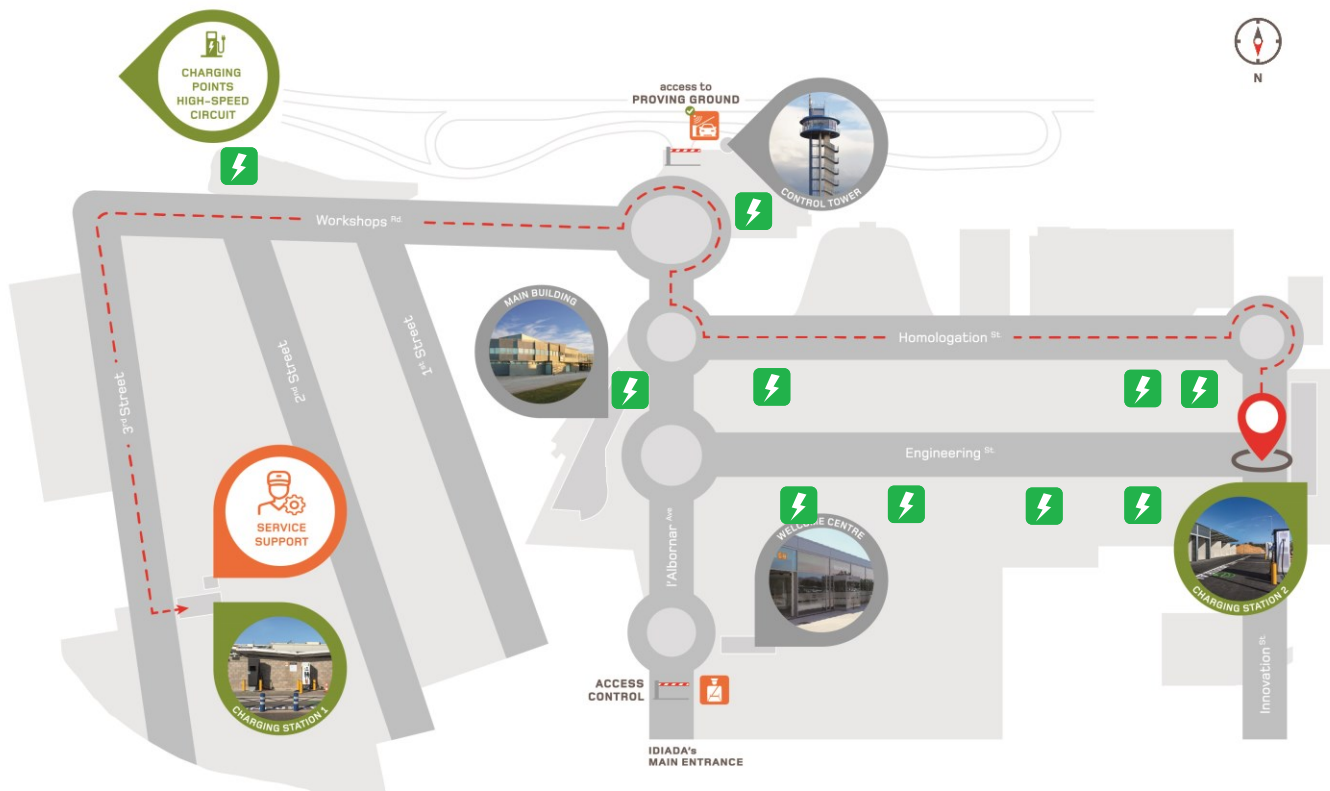 CHARGING
POINTS
HIGH-SPEED
CIRCUIT
access to
PROVING GROUND
CONTROL TOWER
N
Workshops Rd.
MAIN BUILDING
Homologation St.
1st Street
2nd Street
3rd Street
Engineering St.
SERVICE
SUPPORT
WELCOME CENTRE
l'Albornar Ave
CHARGING STATION 2
CHARGING STATION 1
ACCESS
CONTROL
Innovation St.
IDIADA's
MAIN ENTRANCE